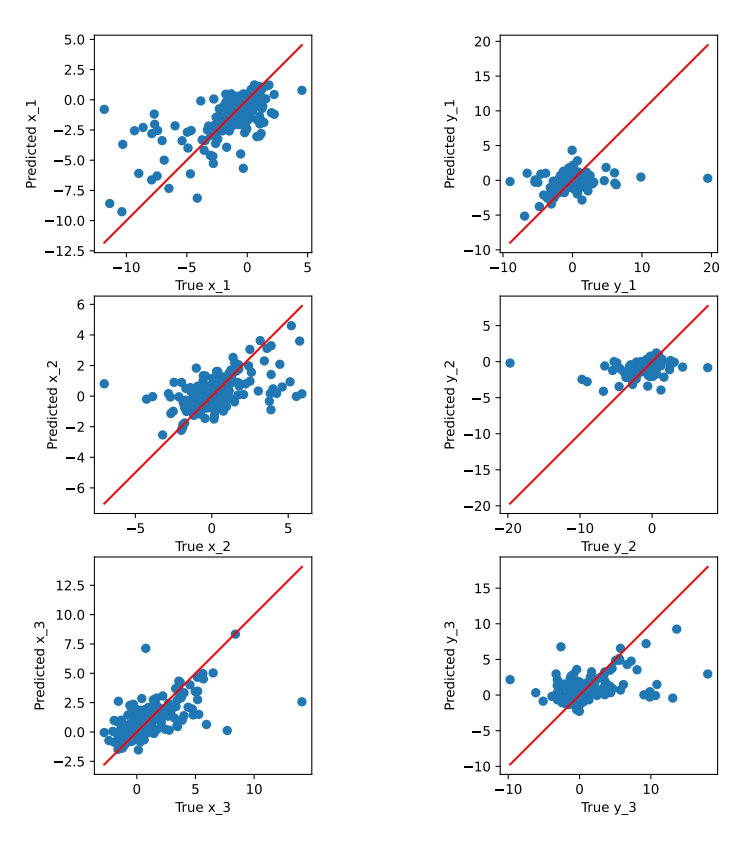 5.0
2.5
0.0
−2.5
−5.0
−7.5
−10.0
−12.5
Predicted x_1
−10 −5 0 5
True x_1
20
15
10
5
0
−5
−10
Predicted y_1
−10 0 10 20
True y_1
6
4
2
0
−2
−4
−6
Predicted x_2
−5 0 5
True x_2
5
0
−5
−10
−15
−20
Predicted y_2
−20 −10 0
True y_2
12.5
10.0
7.5
5.0
2.5
0.0
−2.5
Predicted x_3
0 5 10
True x_3
15
10
5
0
−5
−10
Predicted y_3
−10 0 10
True y_3